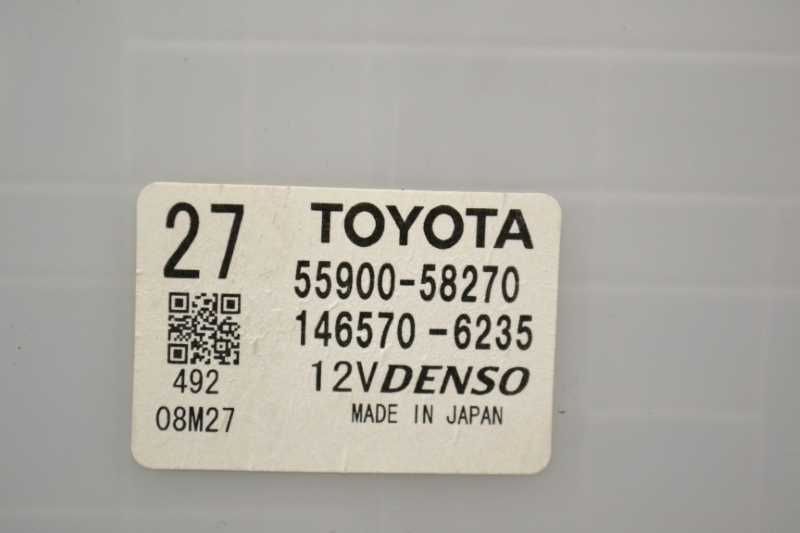 27 TOYOTA
55900-58270
146570-6235
492 12V DENSO
08M27 MADE IN JAPAN